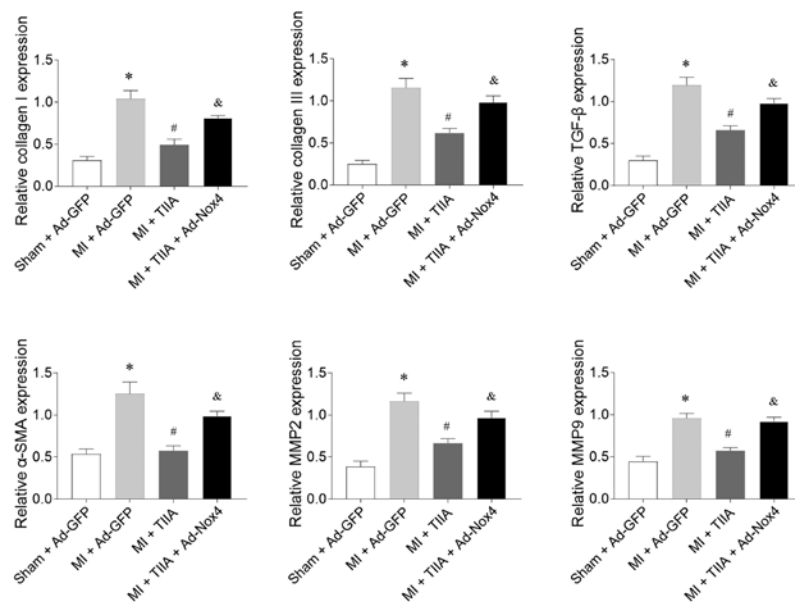 Relative collagen I expression
1.5
1.0
0.5
0.0
*
#
&
Sham + Ad-GFP
MI + Ad-GFP
MI + TIIA
MI + TIIA + Ad-Nox4
Relative collagen III expression
1.5
1.0
0.5
0.0
*
#
&
Sham + Ad-GFP
MI + Ad-GFP
MI + TIIA
MI + TIIA + Ad-Nox4
Relative TGF-β expression
1.5
1.0
0.5
0.0
*
#
&
Sham + Ad-GFP
MI + Ad-GFP
MI + TIIA
MI + TIIA + Ad-Nox4
Relative α-SMA expression
1.5
1.0
0.5
0.0
*
#
&
Sham + Ad-GFP
MI + Ad-GFP
MI + TIIA
MI + TIIA + Ad-Nox4
Relative MMP2 expression
1.5
1.0
0.5
0.0
*
#
&
Sham + Ad-GFP
MI + Ad-GFP
MI + TIIA
MI + TIIA + Ad-Nox4
Relative MMP9 expression
1.5
1.0
0.5
0.0
*
#
&
Sham + Ad-GFP
MI + Ad-GFP
MI + TIIA
MI + TIIA + Ad-Nox4